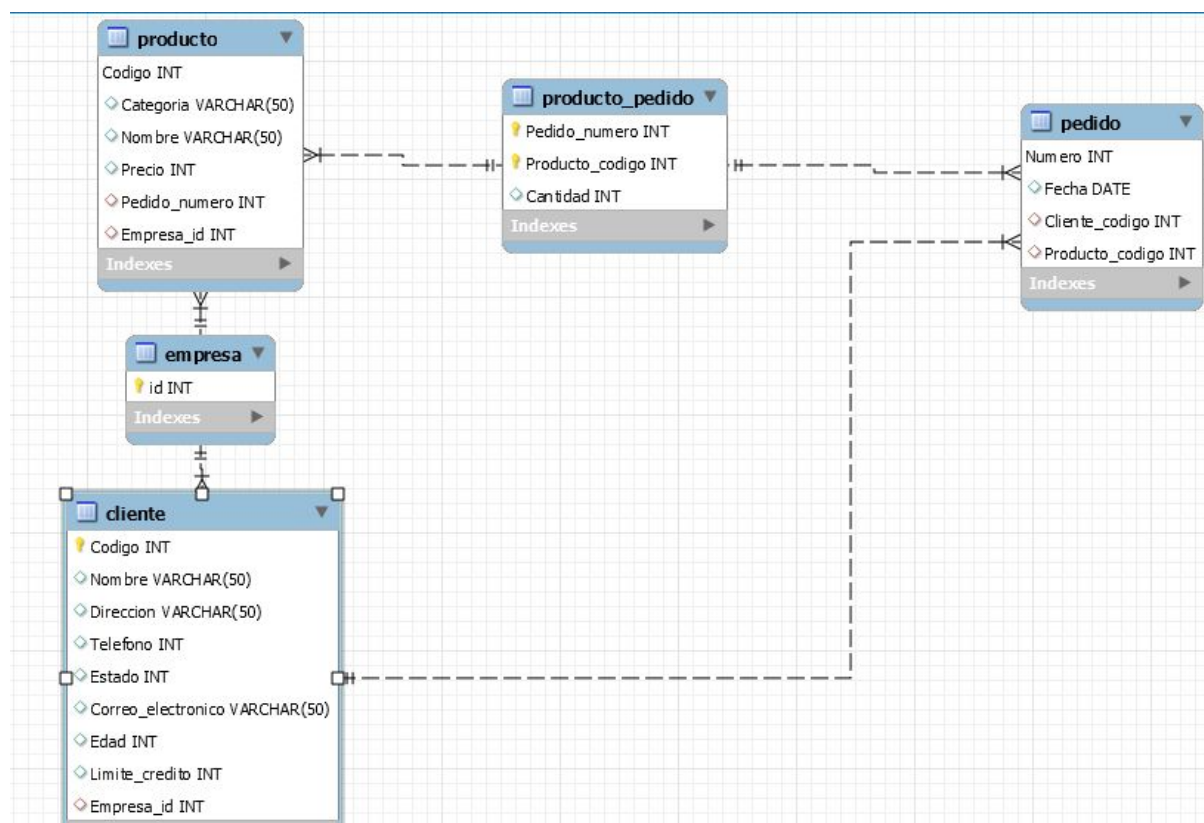 producto
Codigo INT
Categoria VARCHAR(50)
Nombre VARCHAR(50)
Precio INT
Pedido_numero INT
Empresa_id INT
Indexes
producto_pedido
Pedido_numero INT
Producto_codigo INT
Cantidad INT
Indexes
pedido
Numero INT
Fecha DATE
Cliente_codigo INT
Producto_codigo INT
Indexes
empresa
id INT
Indexes
cliente
Codigo INT
Nombre VARCHAR(50)
Direccion VARCHAR(50)
Telefono INT
Estado INT
Correo_electronico VARCHAR(50)
Edad INT
Limite_credito INT
Empresa_id INT